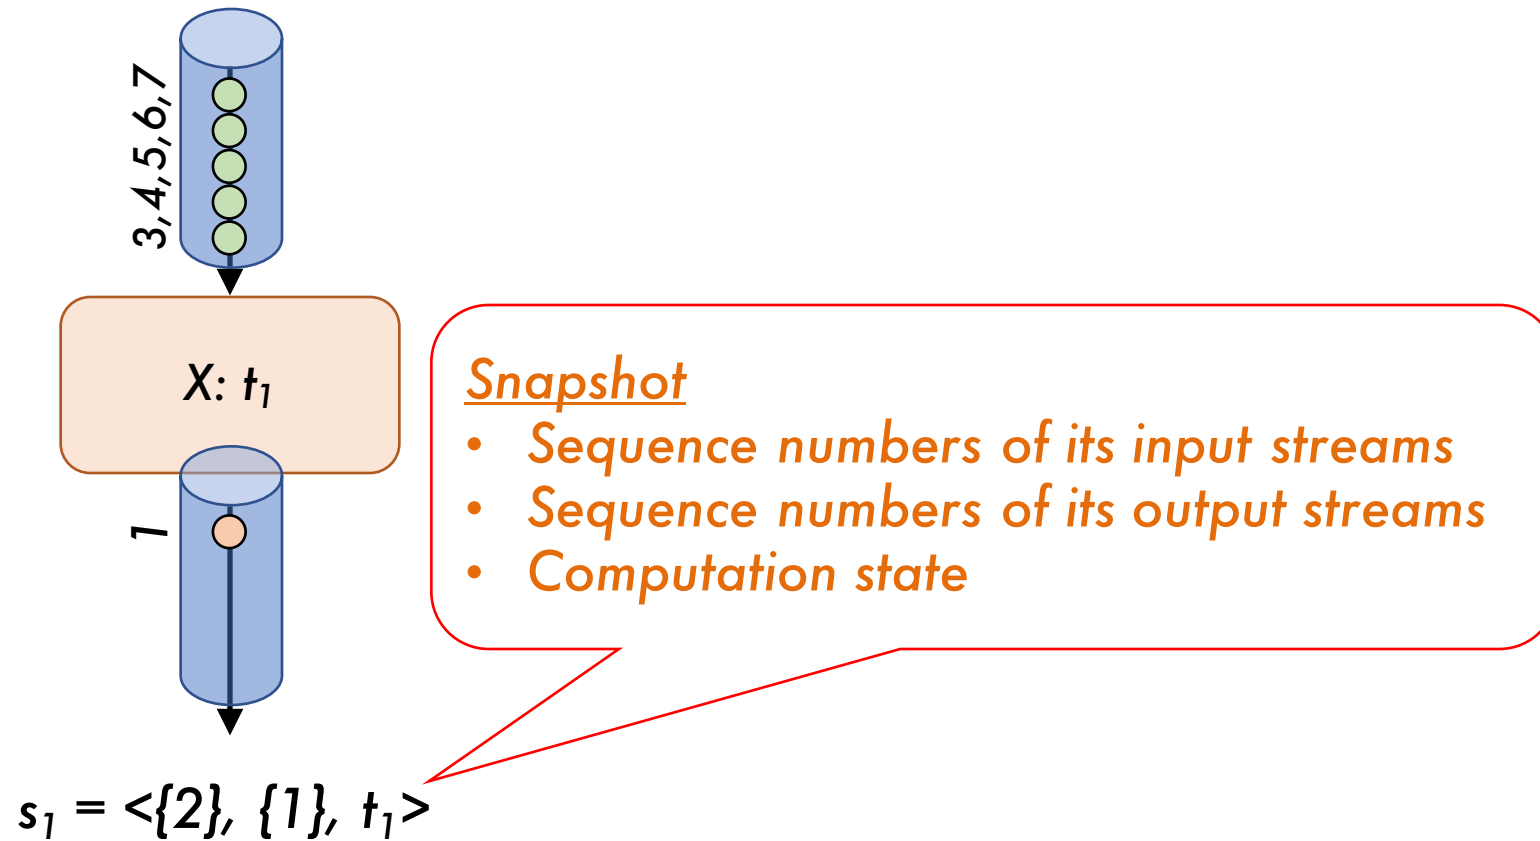 3,4,5,6,7
X: t₁
Snapshot
• Sequence numbers of its input streams
• Sequence numbers of its output streams
• Computation state
1
s₁ = <{2}, {1}, t₁>